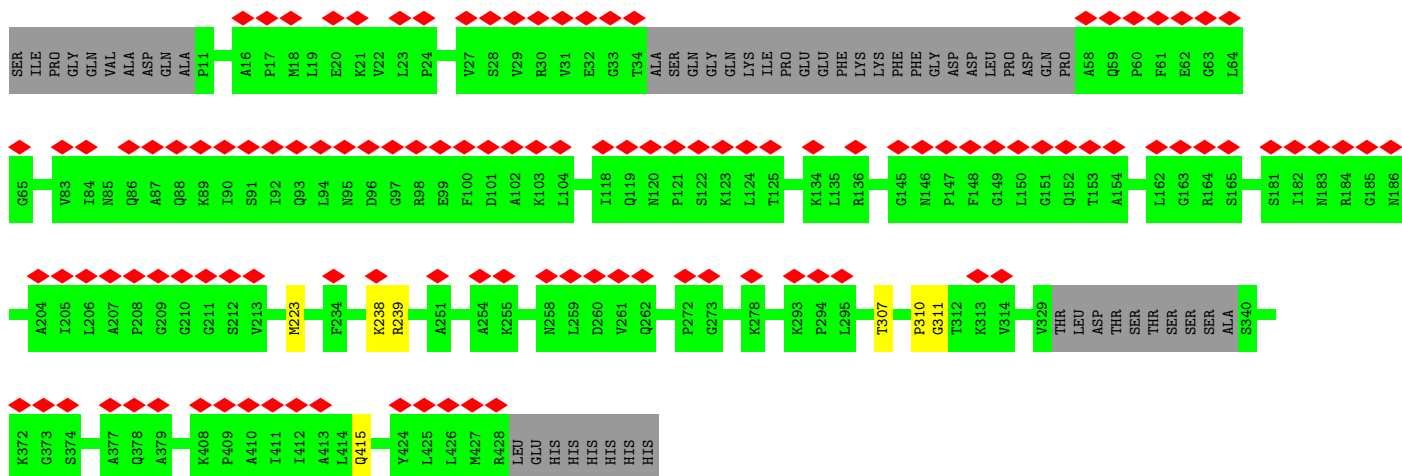 SER ILE PRO GLY GLN VAL ALA ASP GLN ALA P11 A16 P17 M18 L19 E20 K21 V22 L23 P24 V27 S28 V29 R30 V31 E32 G33 T34 ALA SER GLN GLY GLN LYS ILE PRO GLU GLU PHE LYS LYS PHE PHE GLY ASP ASP LEU PRO ASP GLN PRO A58 Q59 P60 F61 E62 G63 L64
G65 V83 I84 N85 Q86 A87 Q88 K89 I90 S91 I92 Q93 L94 N95 D96 G97 R98 E99 F100 D101 A102 K103 L104 I118 Q119 N120 P121 S122 K123 L124 T125 K134 L135 R136 G145 N146 P147 F148 G149 L150 G151 Q152 T153 A154 L162 G163 R164 S165 S181 I182 N183 R184 G185 N186
A204 I205 L206 A207 P208 G209 G210 G211 S212 V213 M223 F234 K238 R239 A251 A254 K255 N258 L259 D260 V261 Q262 P272 G273 K278 K293 P294 L295 T307 P310 G311 T312 K313 V314 V329 THR LEU ASP THR SER THR SER SER SER ALA S340
K372 G373 S374 A377 Q378 A379 K408 P409 A410 I411 I412 A413 L414 Q415 Y424 L425 L426 M427 R428 LEU GLU HIS HIS HIS HIS HIS HIS